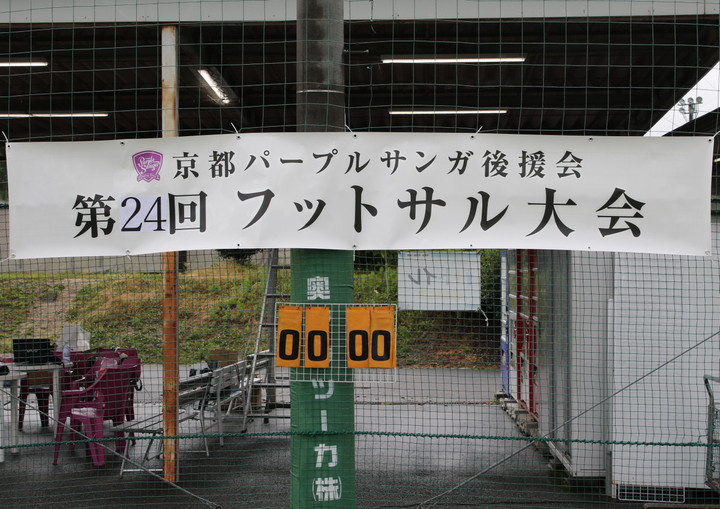 京都パープルサンガ後援会
第24回 フットサル大会
奥
00 00
ツーカ(株)